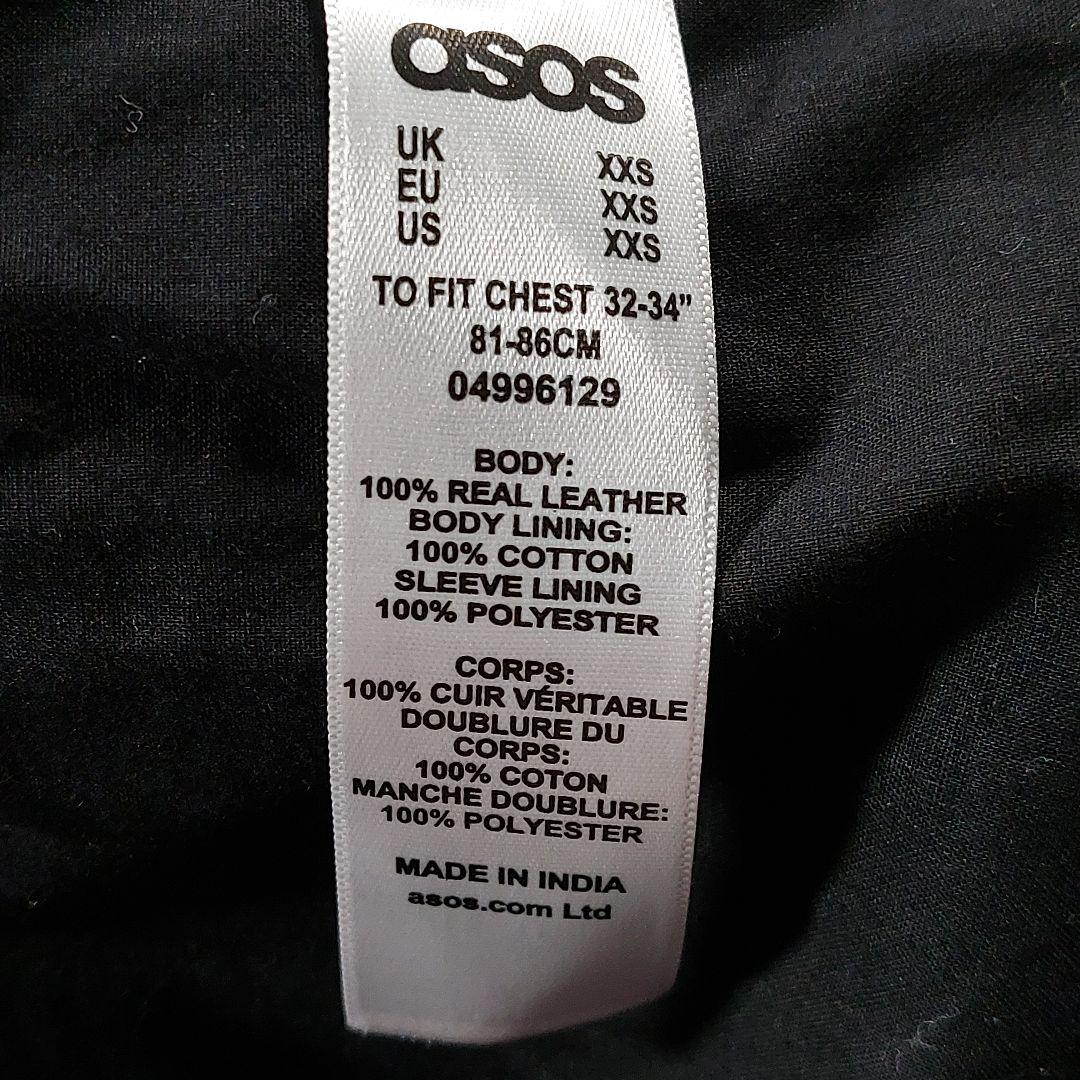 asos
UK XXS
EU XXS
US XXS
TO FIT CHEST 32-34”
81-86CM
04996129
BODY:
100% REAL LEATHER
BODY LINING:
100% COTTON
SLEEVE LINING
100% POLYESTER
CORPS:
100% CUIR VÉRITABLE
DOUBLURE DU
CORPS:
100% COTON
MANCHE DOUBLURE:
100% POLYESTER
MADE IN INDIA
asos.com Ltd